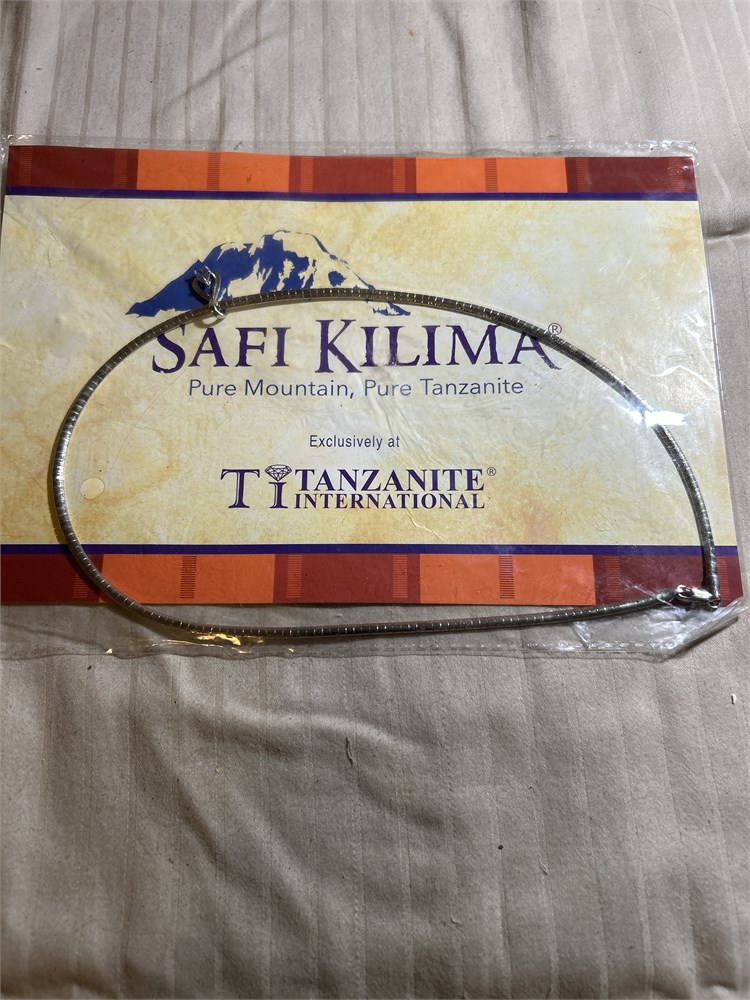 SAFI KILIMA®
Pure Mountain, Pure Tanzanite
Exclusively at
Ti TANZANITE®
INTERNATIONAL